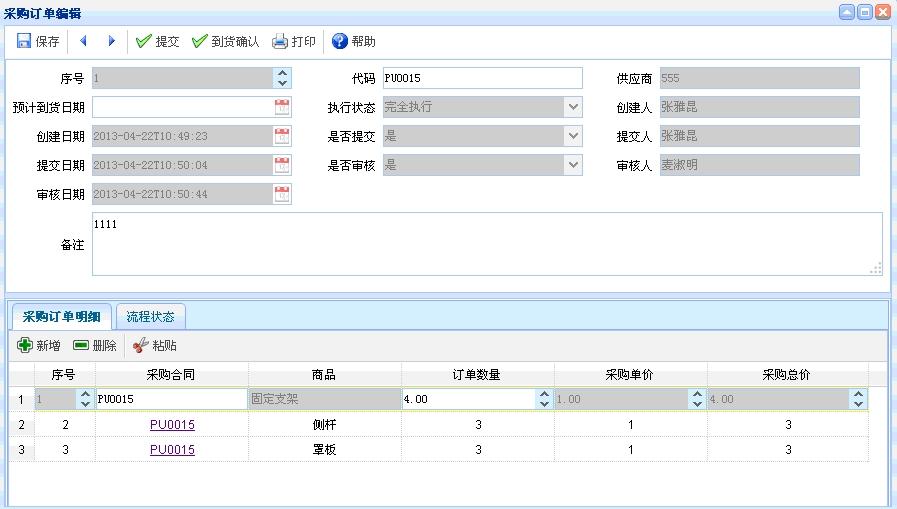 采购订单编辑
保存 提交 到货确认 打印 帮助
序号 1 代码 PU0015 供应商 555
预计到货日期 执行状态 完全执行 创建人 张雅昆
创建日期 2013-04-22T10:49:23 是否提交 是 提交人 张雅昆
提交日期 2013-04-22T10:50:04 是否审核 是 审核人 麦淑明
审核日期 2013-04-22T10:50:44
备注 1111
采购订单明细 流程状态
新增 删除 粘贴
序号 采购合同 商品 订单数量 采购单价 采购总价
1 1 PU0015 固定支架 4.00 1.00 4.00
2 2 PU0015 侧杆 3 1 3
3 3 PU0015 罩板 3 1 3